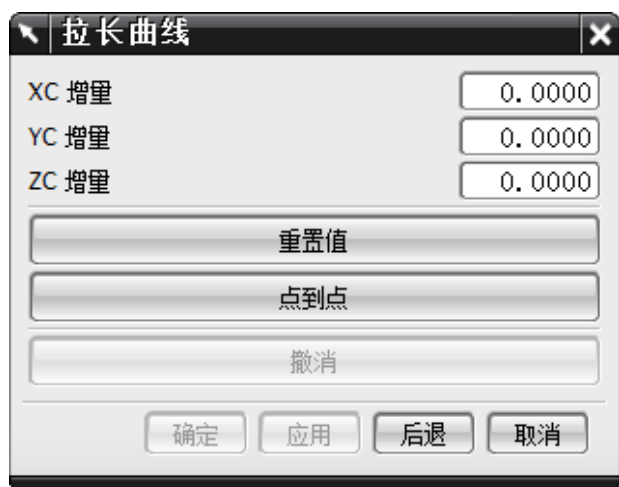 拉长曲线
XC 增量 0.0000
YC 增量 0.0000
ZC 增量 0.0000
重置值
点到点
撤消
确定 应用 后退 取消